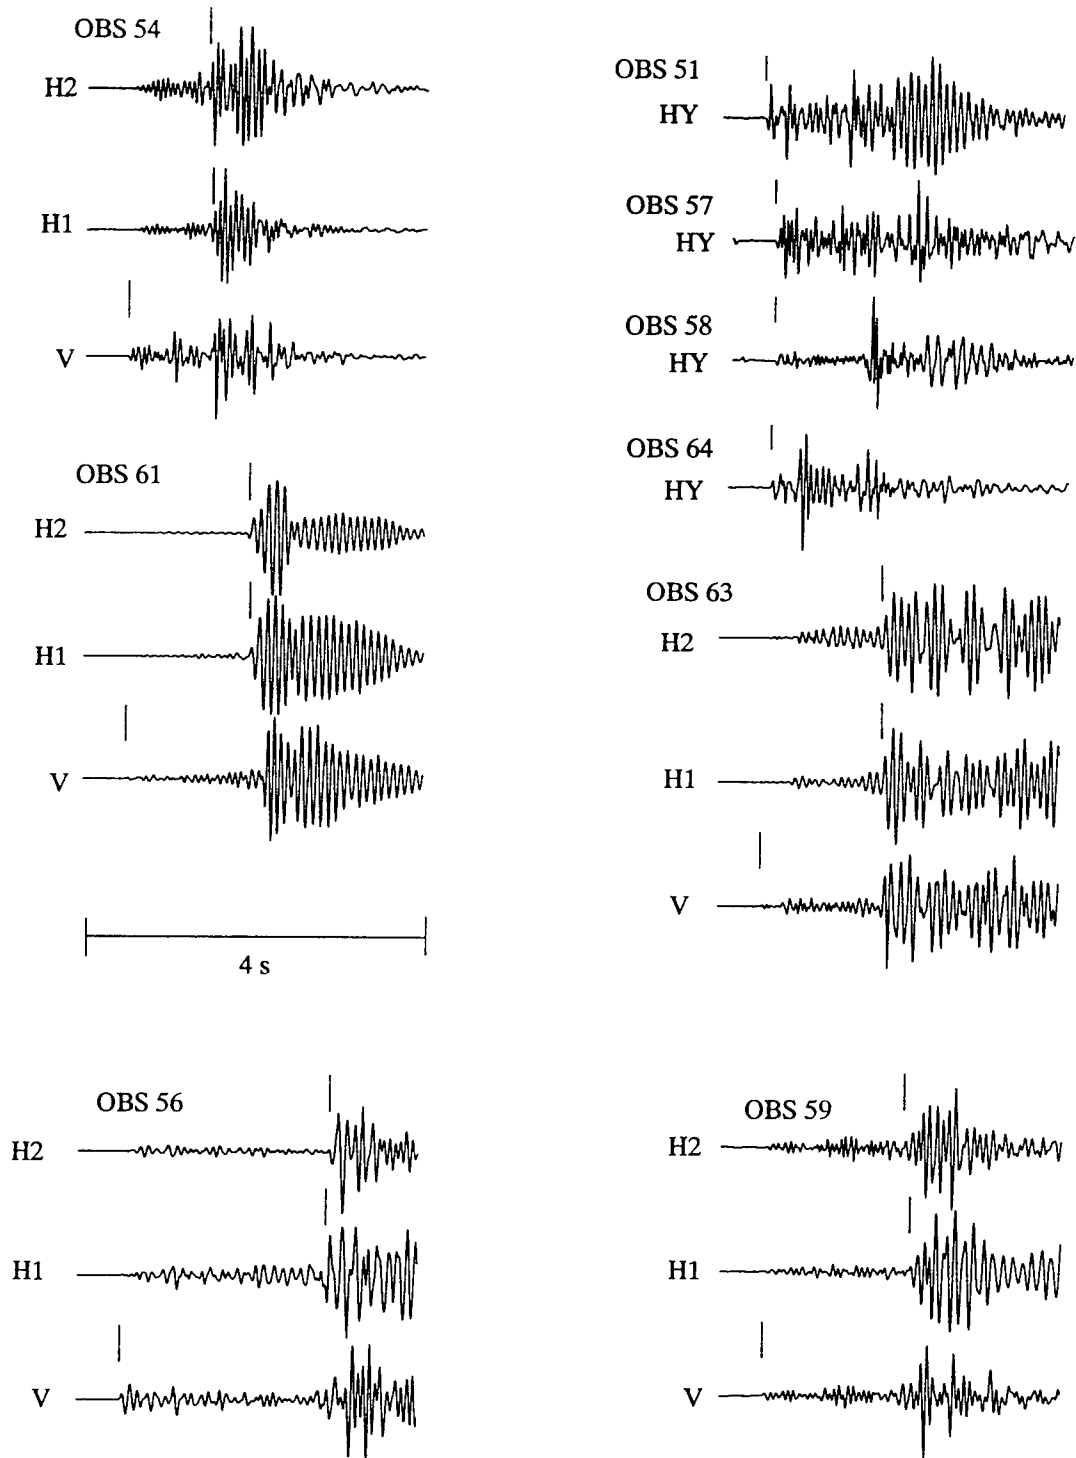 OBS 54
H2
H1
V
OBS 61
H2
H1
V
4 s
OBS 51
HY
OBS 57
HY
OBS 58
HY
OBS 64
HY
OBS 63
H2
H1
V
OBS 56
H2
H1
V
OBS 59
H2
H1
V